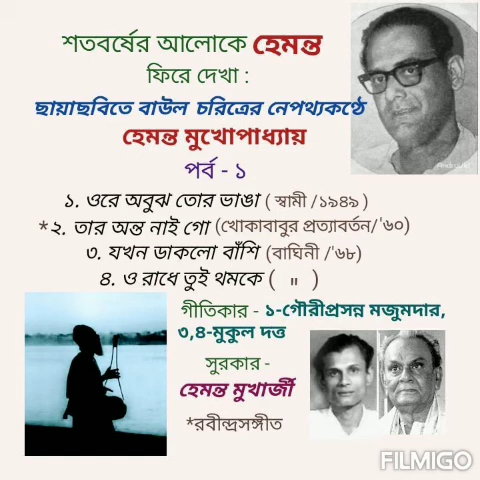 শতবর্ষের আলোকে হেমন্ত
ফিরে দেখা :
ছায়াছবিতে বাউল চরিত্রের নেপথ্যকণ্ঠে
হেমন্ত মুখোপাধ্যায়
পর্ব - ১
১. ওরে অবুঝ তোর ভাঙা ( স্বামী /১৯৪৯ )
*২. তার অন্ত নাই গো (খোকাবাবুর প্রত্যাবর্তন/'৬০)
৩. যখন ডাকলো বাঁশি (বাঘিনী /'৬৮)
৪. ও রাধে তুই থমকে ( " )
গীতিকার - ১-গৌরীপ্রসন্ন মজুমদার,
৩,৪-মুকুল দত্ত
সুরকার -
হেমন্ত মুখার্জী
*রবীন্দ্রসঙ্গীত
FILMIGO